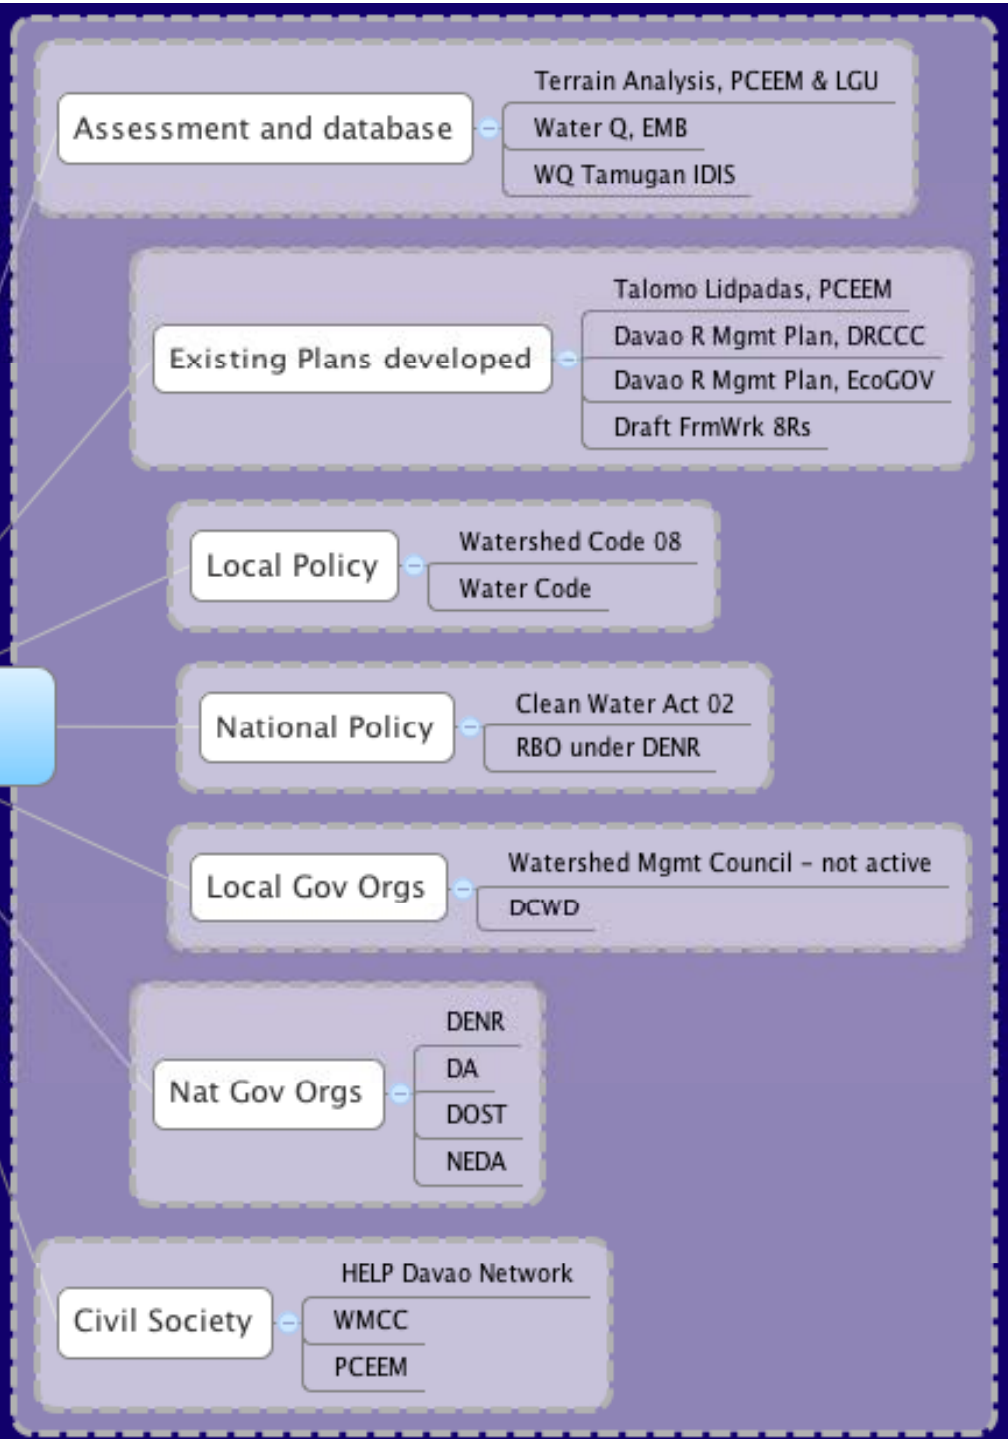 Assessment and database
Terrain Analysis, PCEEM & LGU
Water Q, EMB
WQ Tamugan IDIS
Existing Plans developed
Talomo Lidpadas, PCEEM
Davao R Mgmt Plan, DRCCC
Davao R Mgmt Plan, EcoGOV
Draft FrmWrk 8Rs
Local Policy
Watershed Code 08
Water Code
National Policy
Clean Water Act 02
RBO under DENR
Local Gov Orgs
Watershed Mgmt Council – not active
DCWD
Nat Gov Orgs
DENR
DA
DOST
NEDA
Civil Society
HELP Davao Network
WMCC
PCEEM